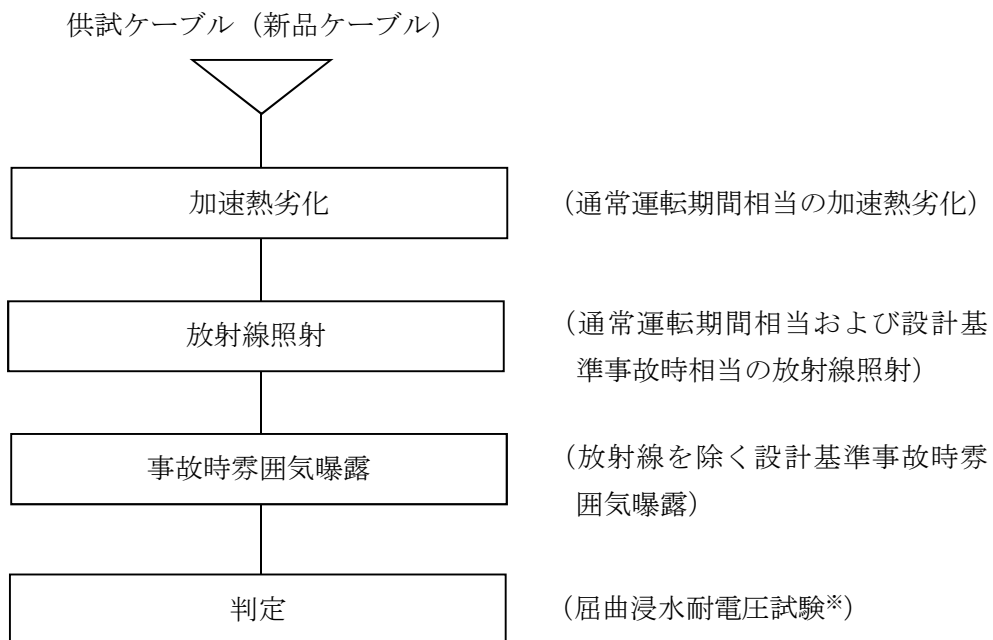 供試ケーブル（新品ケーブル）
加速熱劣化
（通常運転期間相当の加速熱劣化）
放射線照射
（通常運転期間相当および設計基
準事故時相当の放射線照射）
事故時雰囲気曝露
（放射線を除く設計基準事故時雰
囲気曝露）
判定
（屈曲浸水耐電圧試験※）